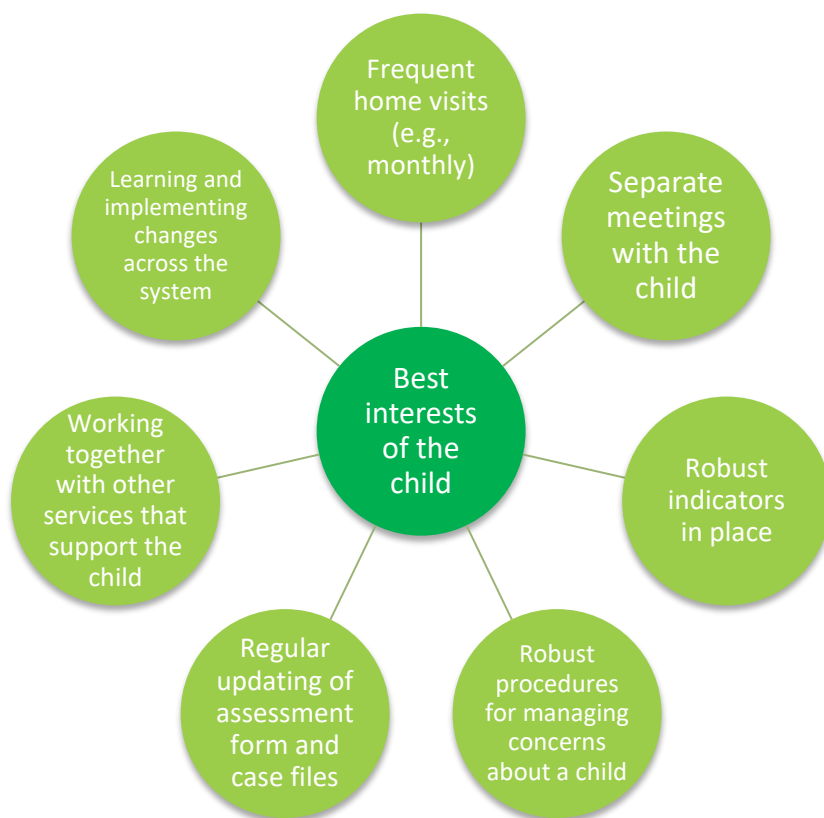 Frequent
home visits
(e.g.,
monthly)
Separate
meetings
with the
child
Robust
indicators
in place
Robust
procedures
for managing
concerns
about a child
Regular
updating of
assessment
form and
case files
Working
together
with other
services that
support the
child
Learning and
implementing
changes
across the
system
Best
interests
of the
child